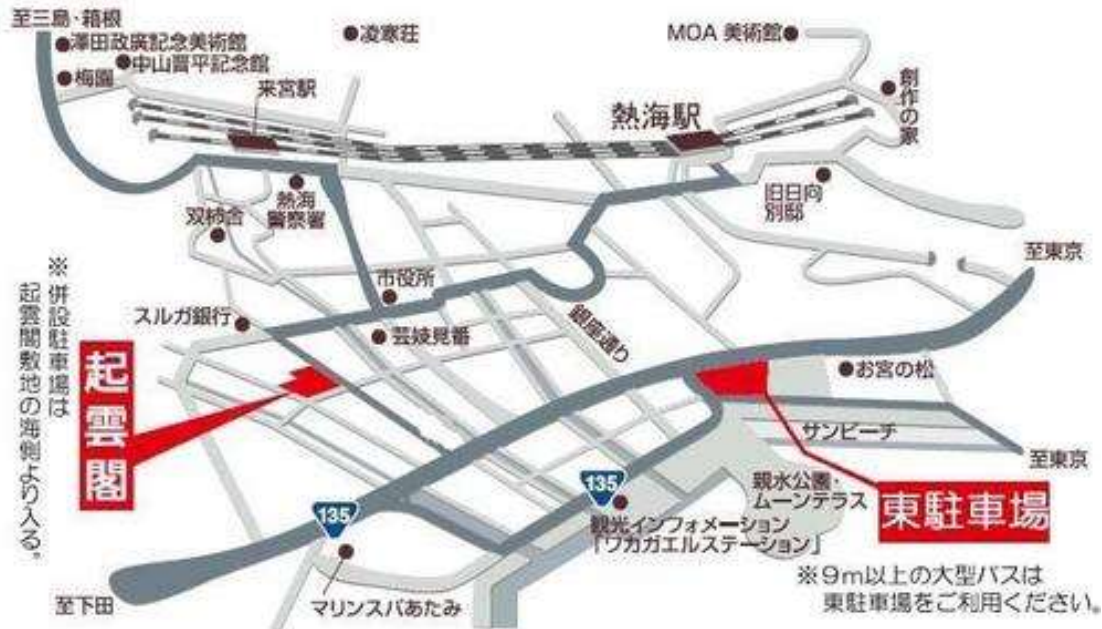 至三島・箱根
澤田政廣記念美術館
中山晋平記念館
梅園
来宮駅
凌寒荘
MOA 美術館
熱海駅
創作の家
熱海
警察署
双柿舎
旧日向
別邸
至東京
市役所
スルガ銀行
芸妓見番
銀座通り
お宮の松
※併設駐車場は
起雲閣敷地の海側より入る。
起雲閣
サンビーチ
至東京
135
135
親水公園・
ムーンテラス
東駐車場
観光インフォメーション
「ワカガエルステーション」
マリンスパあたみ
至下田
※9m以上の大型バスは
東駐車場をご利用ください。